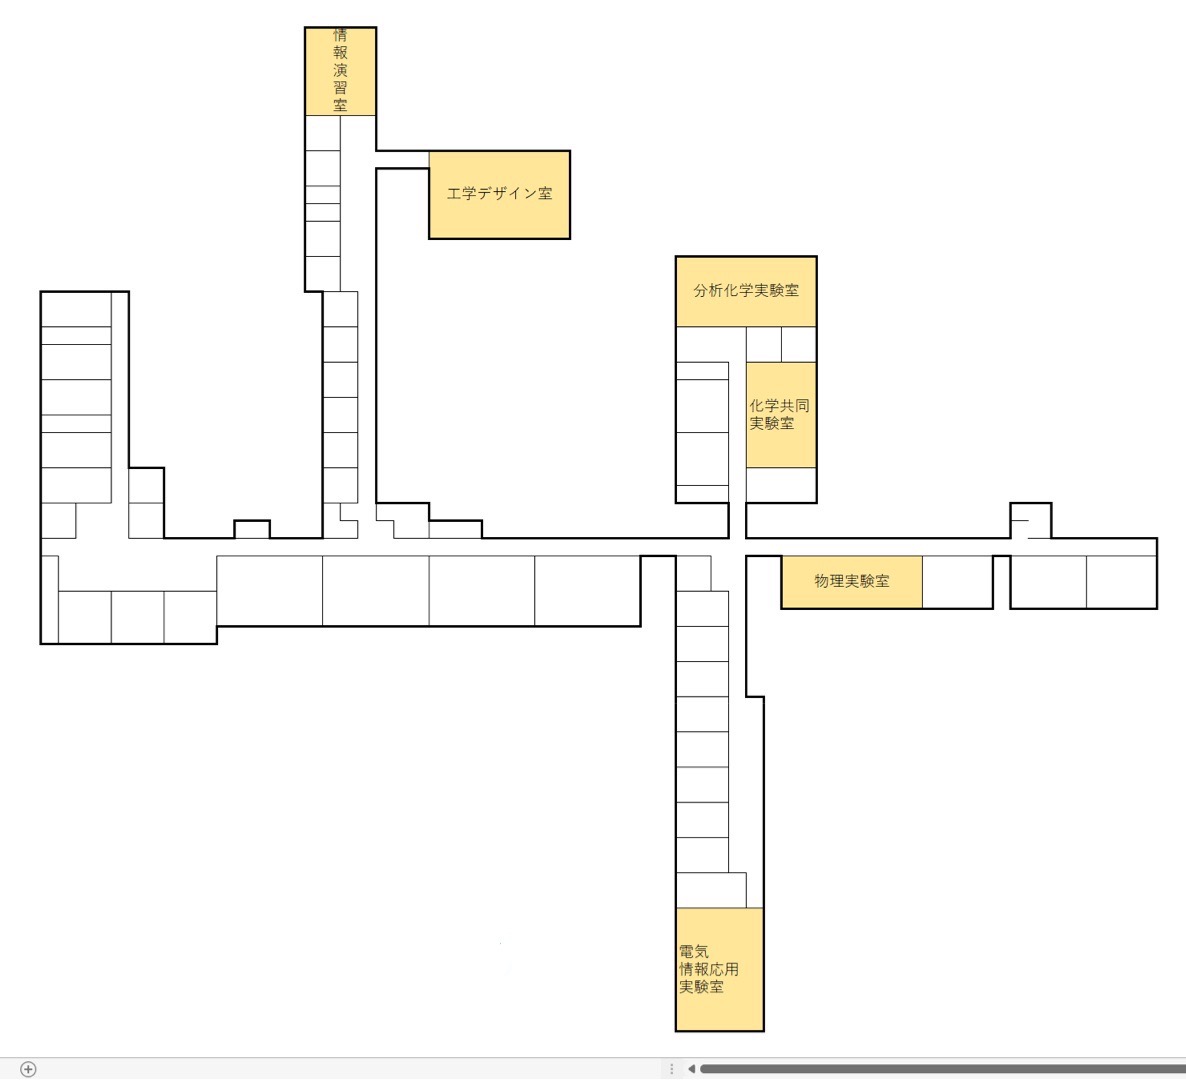 情報演習室
工学デザイン室
分析化学実験室
化学共同
実験室
物理実験室
電気
情報応用
実験室